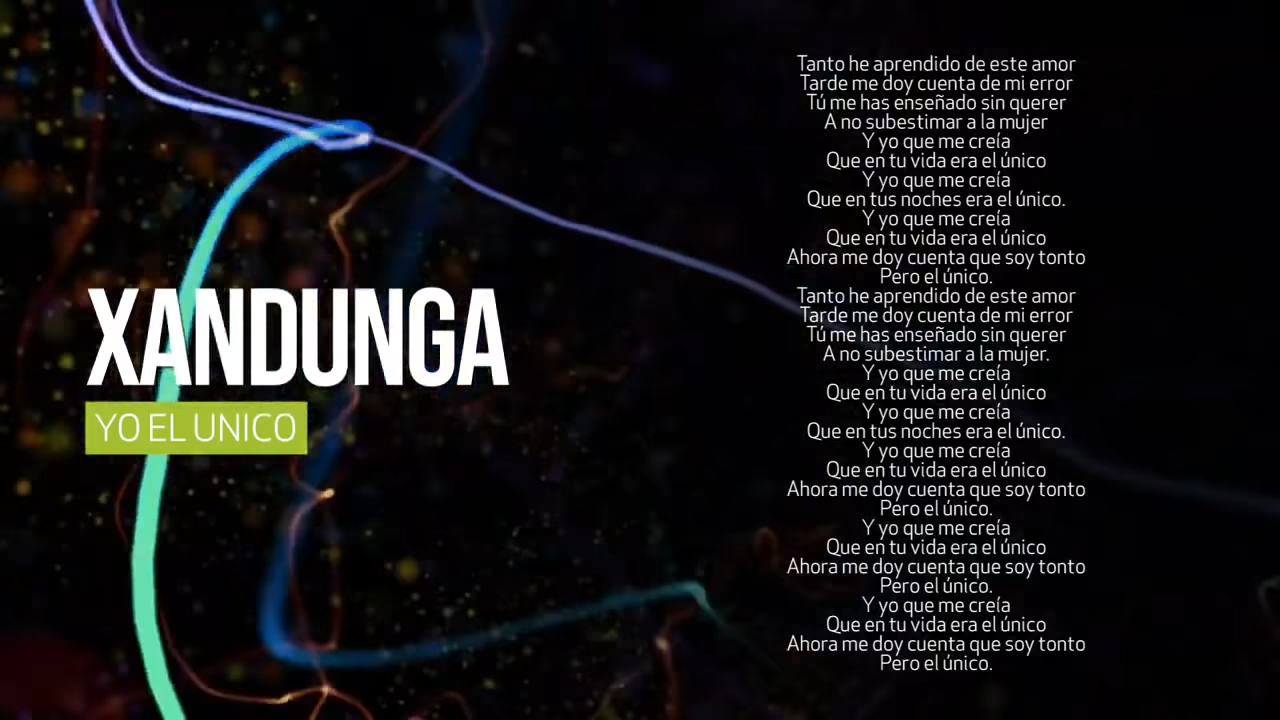 XANDUNGA
YO EL UNICO
Tanto he aprendido de este amor
Tarde me doy cuenta de mi error
Tú me has enseñado sin querer
A no subestimar a la mujer
Y yo que me creía
Que en tu vida era el único
Y yo que me creía
Que en tus noches era el único.
Y yo que me creía
Que en tu vida era el único
Ahora me doy cuenta que soy tonto
Pero el único.
Tanto he aprendido de este amor
Tarde me doy cuenta de mi error
Tú me has enseñado sin querer
A no subestimar a la mujer.
Y yo que me creía
Que en tu vida era el único
Y yo que me creía
Que en tus noches era el único.
Y yo que me creía
Que en tu vida era el único
Ahora me doy cuenta que soy tonto
Pero el único.
Y yo que me creía
Que en tu vida era el único
Ahora me doy cuenta que soy tonto
Pero el único.
Y yo que me creía
Que en tu vida era el único
Ahora me doy cuenta que soy tonto
Pero el único.